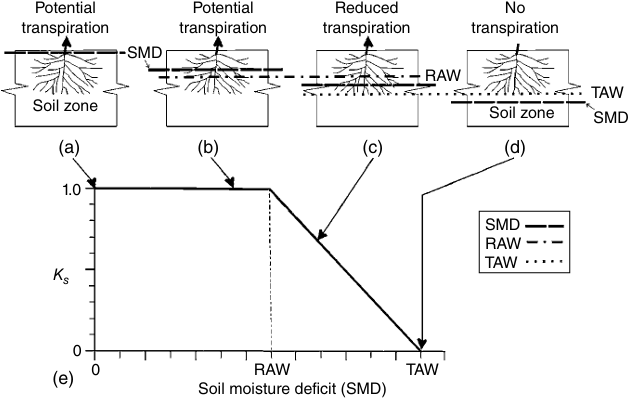 Potential
transpiration
Potential
transpiration
Reduced
transpiration
No
transpiration
SMD
RAW
TAW
SMD
Soil zone
Soil zone
(a)
(b)
(c)
(d)
1.0
Ks
0
0
RAW
TAW
(e)
Soil moisture deficit (SMD)
SMD
RAW
TAW